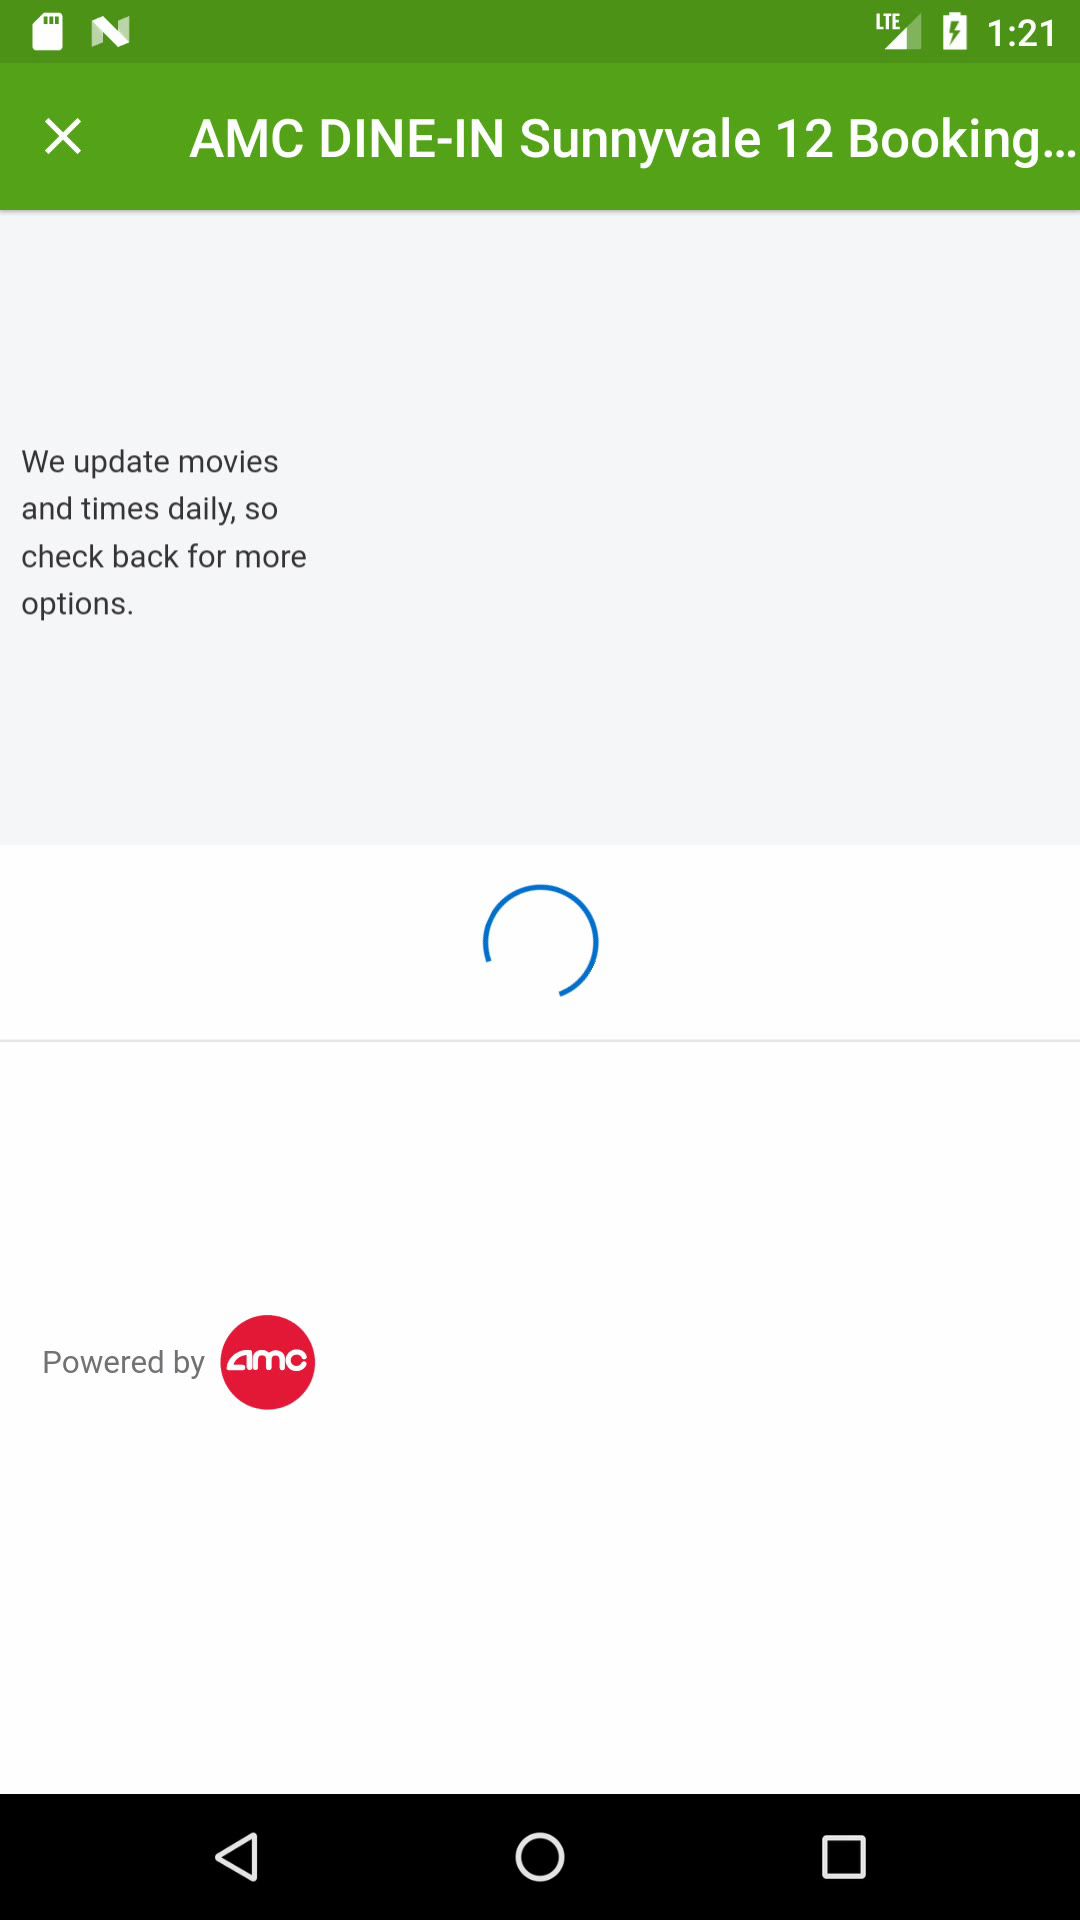 LTE 1:21
AMC DINE-IN Sunnyvale 12 Booking...
We update movies
and times daily, so
check back for more
options.
Powered by amc